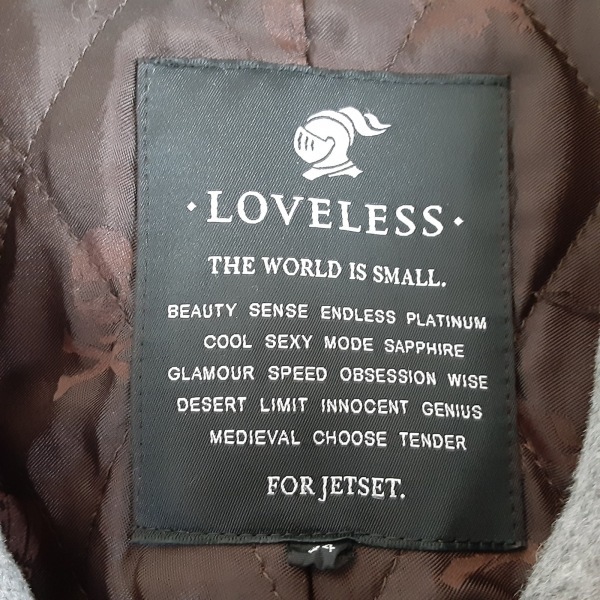 ·LOVELESS·
THE WORLD IS SMALL.
BEAUTY SENSE ENDLESS PLATINUM
COOL SEXY MODE SAPPHIRE
GLAMOUR SPEED OBSESSION WISE
DESERT LIMIT INNOCENT GENIUS
MEDIEVAL CHOOSE TENDER
FOR JETSET.